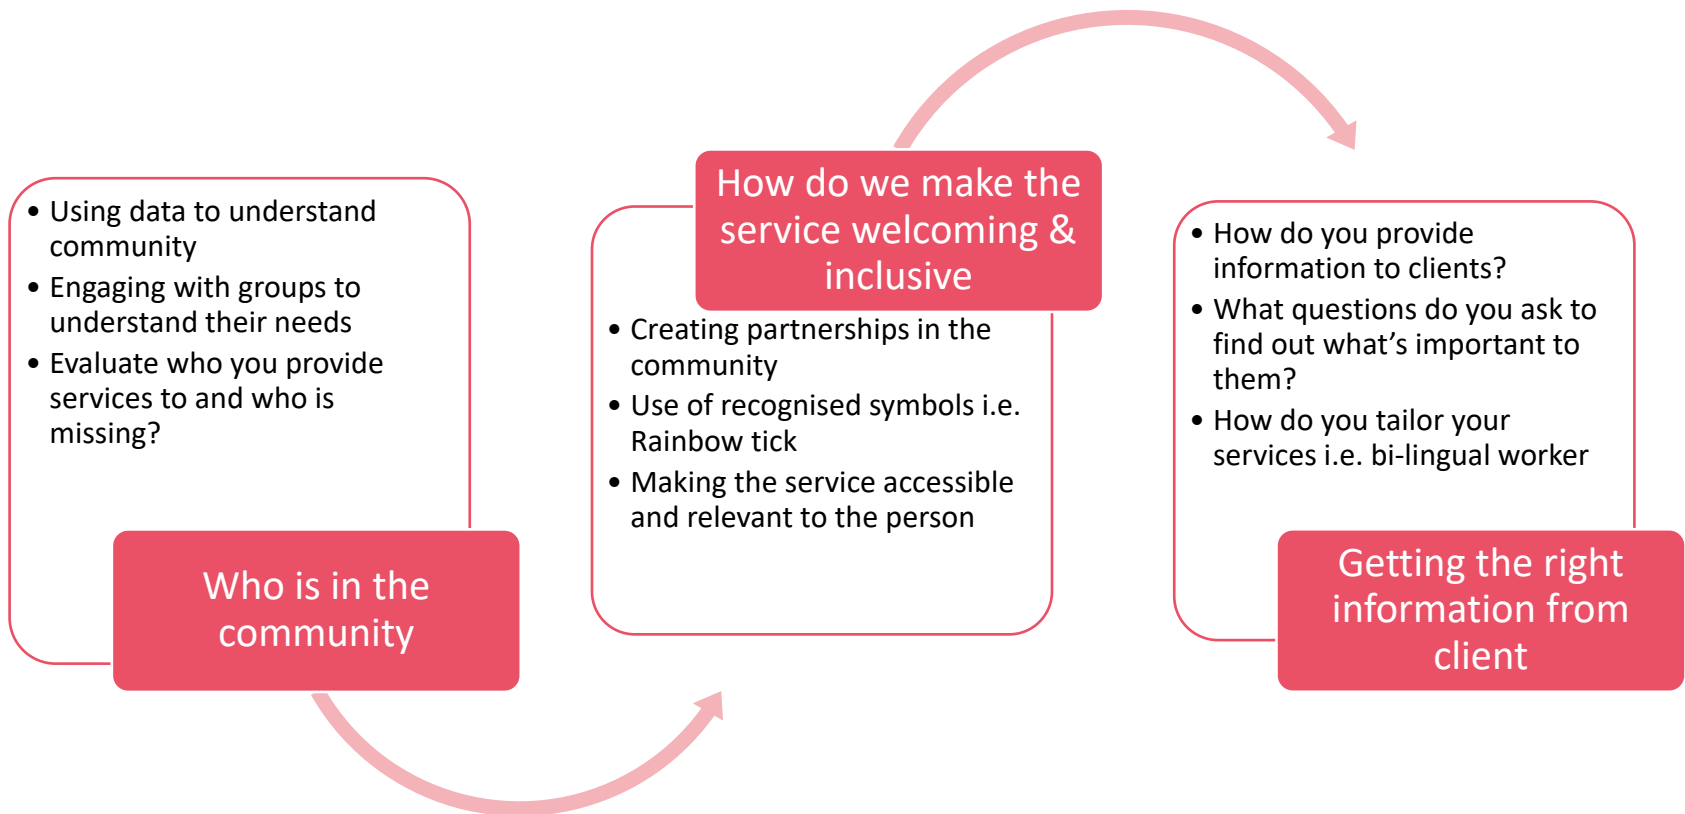 • Using data to understand
community
• Engaging with groups to
understand their needs
• Evaluate who you provide
services to and who is
missing?
Who is in the
community
How do we make the
service welcoming &
inclusive
• Creating partnerships in the
community
• Use of recognised symbols i.e.
Rainbow tick
• Making the service accessible
and relevant to the person
• How do you provide
information to clients?
• What questions do you ask to
find out what’s important to
them?
• How do you tailor your
services i.e. bi-lingual worker
Getting the right
information from
client